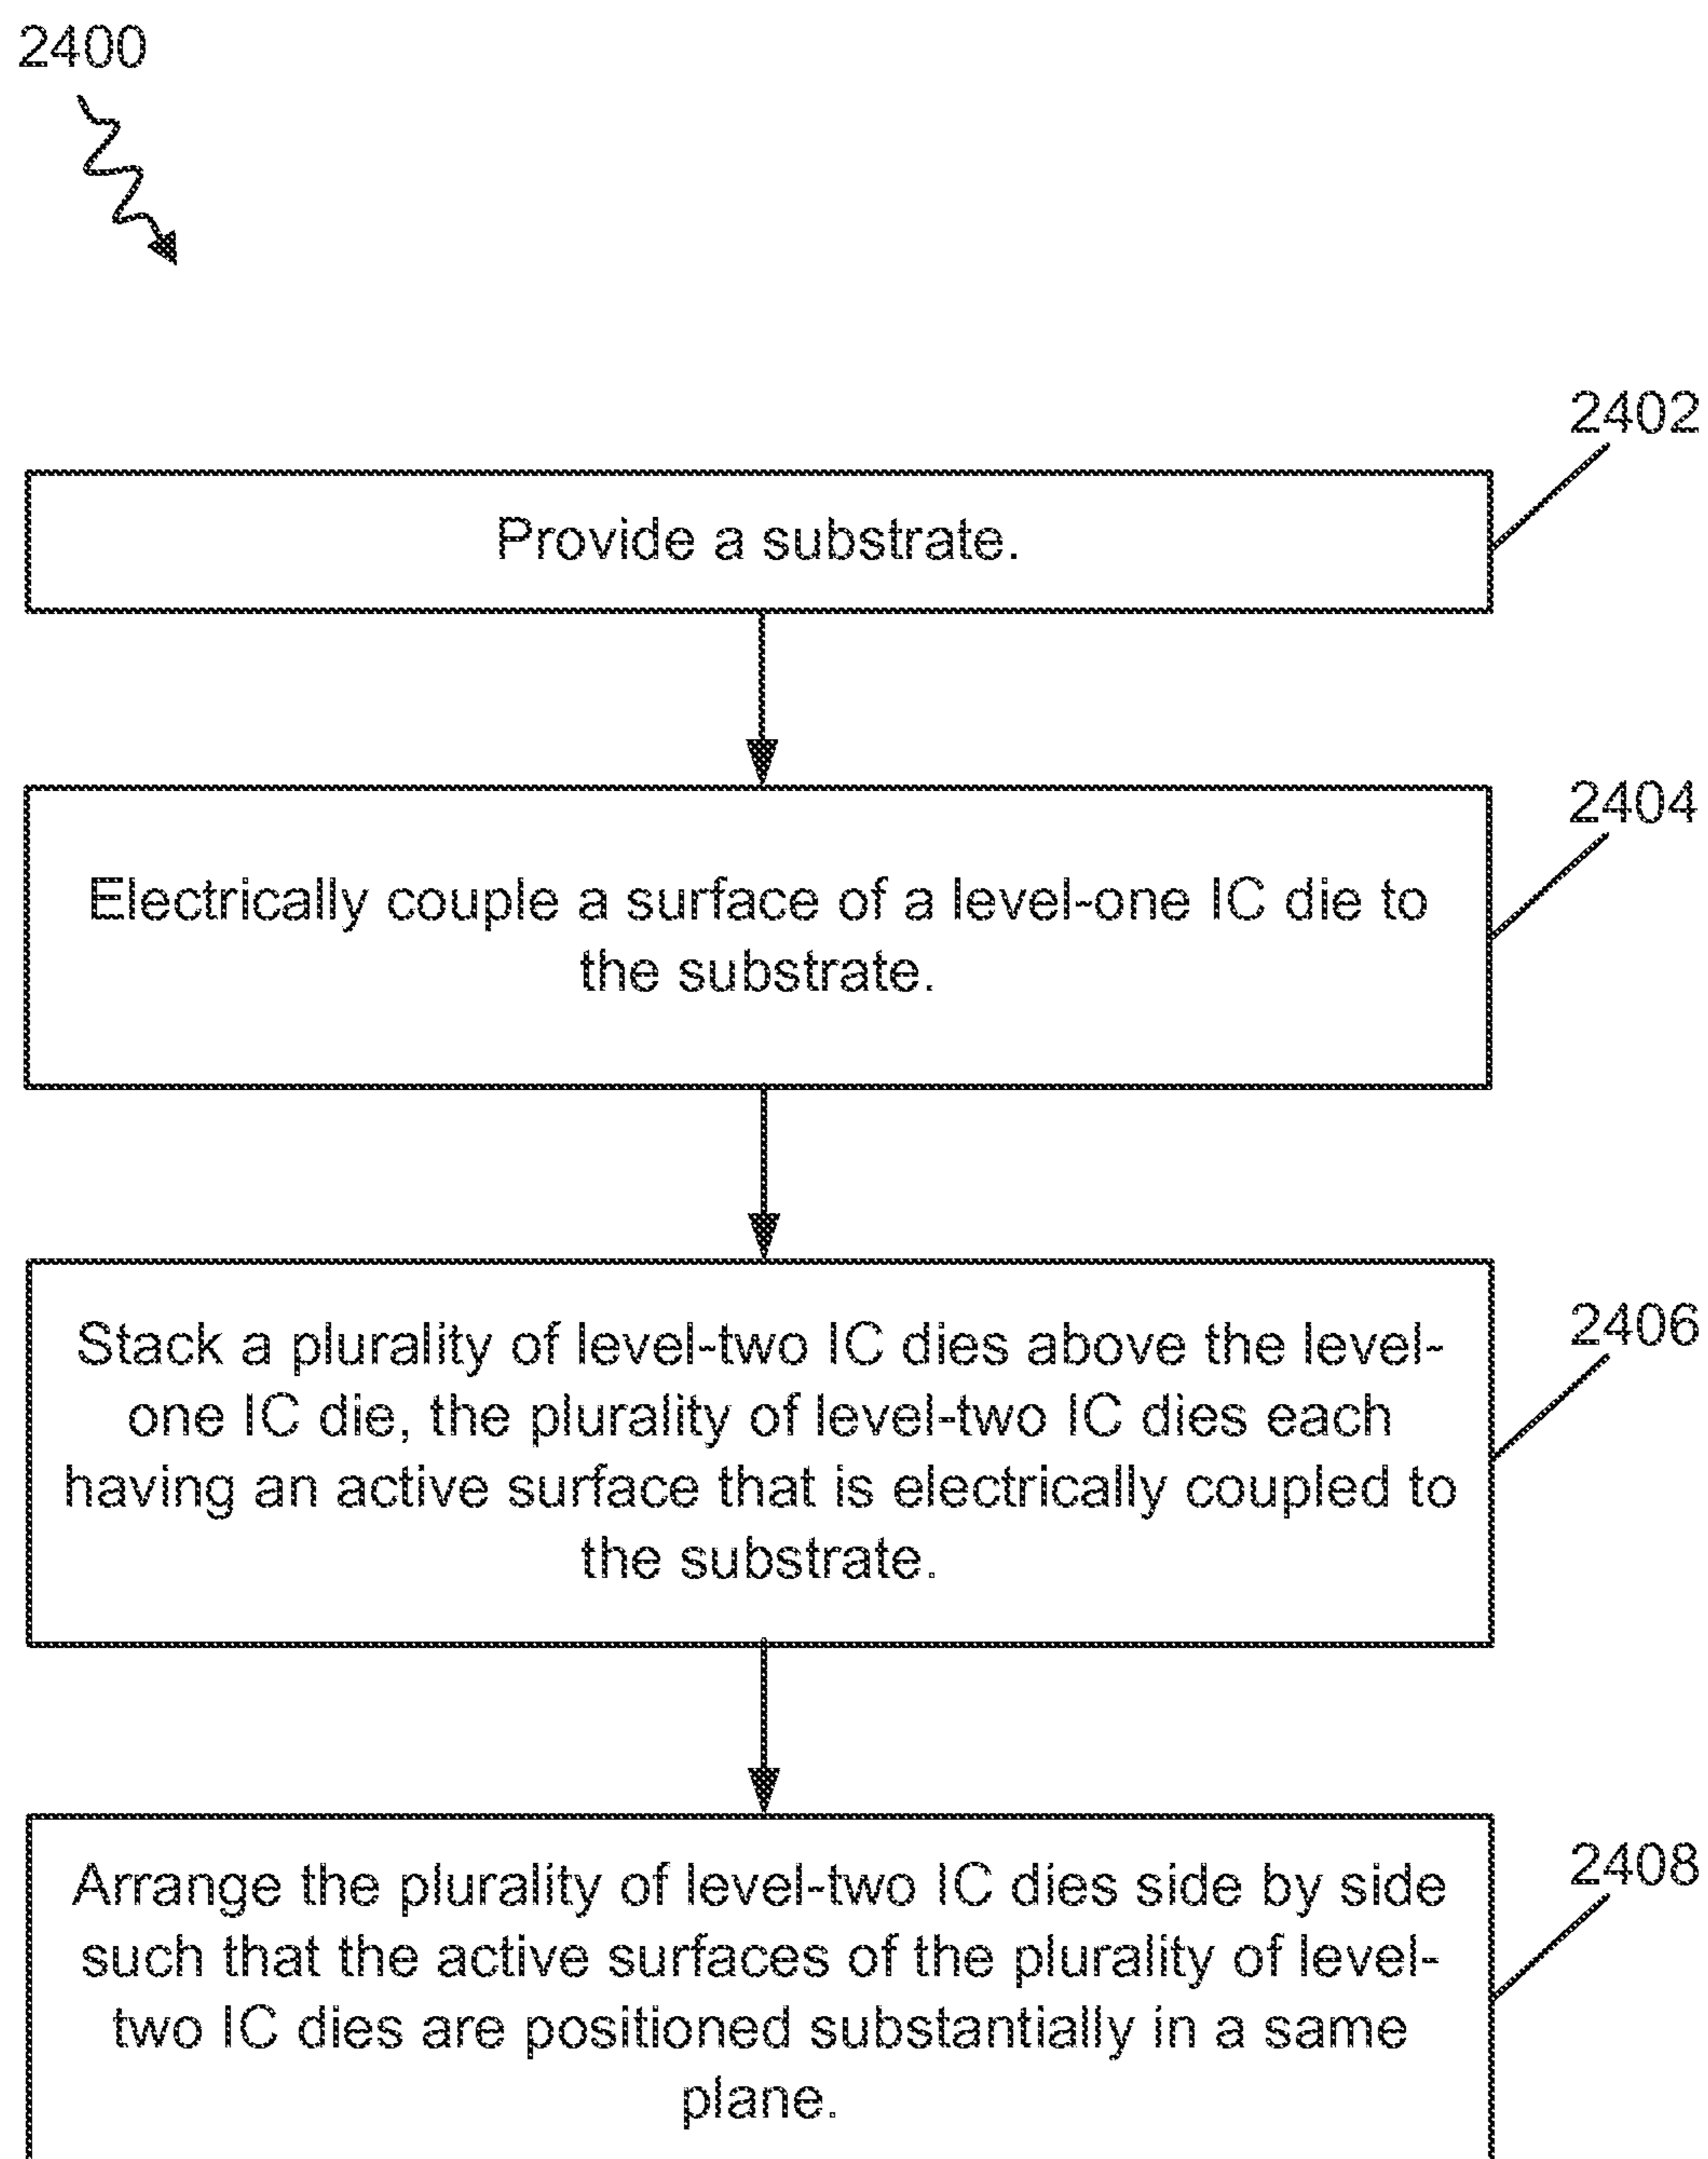 2400
2402
Provide a substrate.
2404
Electrically couple a surface of a level-one IC die to
the substrate.
2406
Stack a plurality of level-two IC dies above the level-
one IC die, the plurality of level-two IC dies each
having an active surface that is electrically coupled to
the substrate.
2408
Arrange the plurality of level-two IC dies side by side
such that the active surfaces of the plurality of level-
two IC dies are positioned substantially in a same
plane.